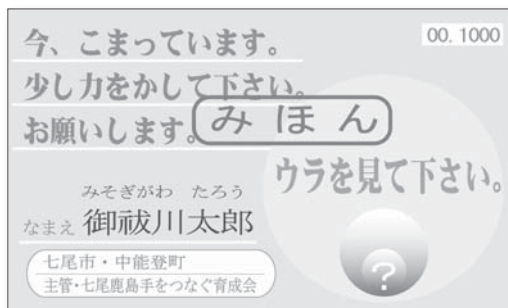 00.1000
今、こまっています。
少し力をかして下さい。
お願いします。
みほん
ウラを見て下さい。
?
みそぎがわ たろう
なまえ 御祓川太郎
七尾市・中能登町
主管・七尾鹿島手をつなぐ育成会